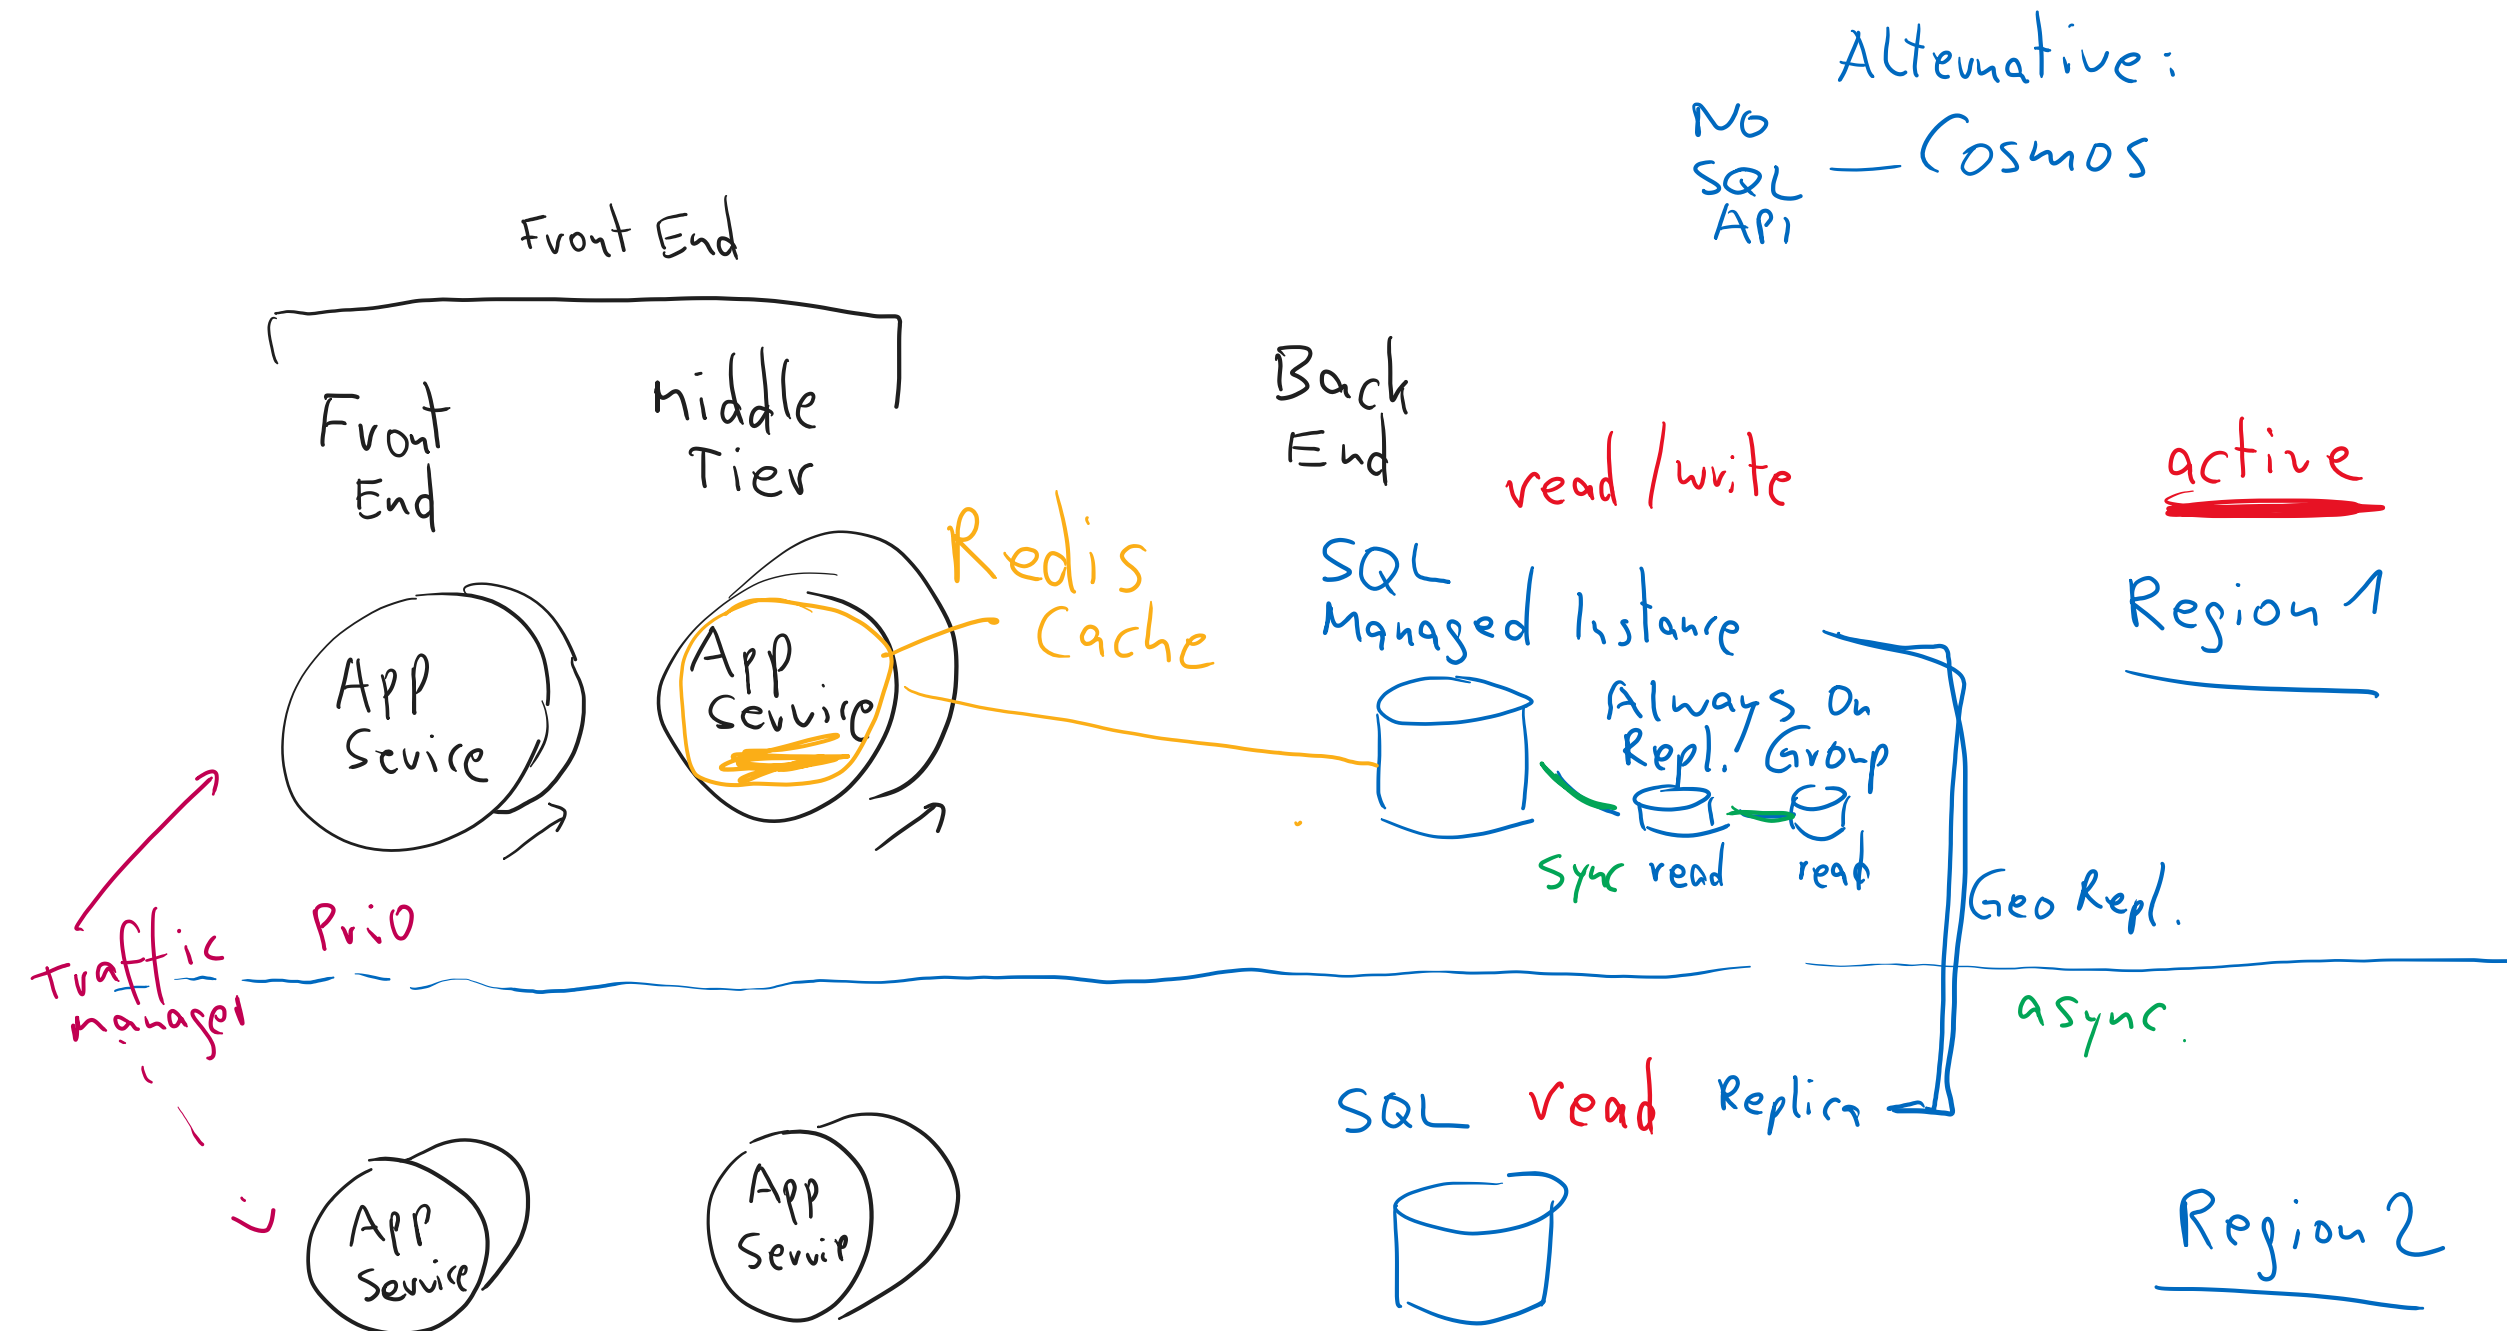 Alternative:
No
SQL
API
— Cosmos
Front End
Front
End
Middle
Tier
Back
End
read / write
active
Redis
Cache
SQL
Managed Instance
Region 1
App
Service
App
Service
Always On
Repl. Group
sync
read
read
Geo Repl.
Prio
Traffic
manager
async.
SQL read Replica
App
Service
App
Service
Region 2